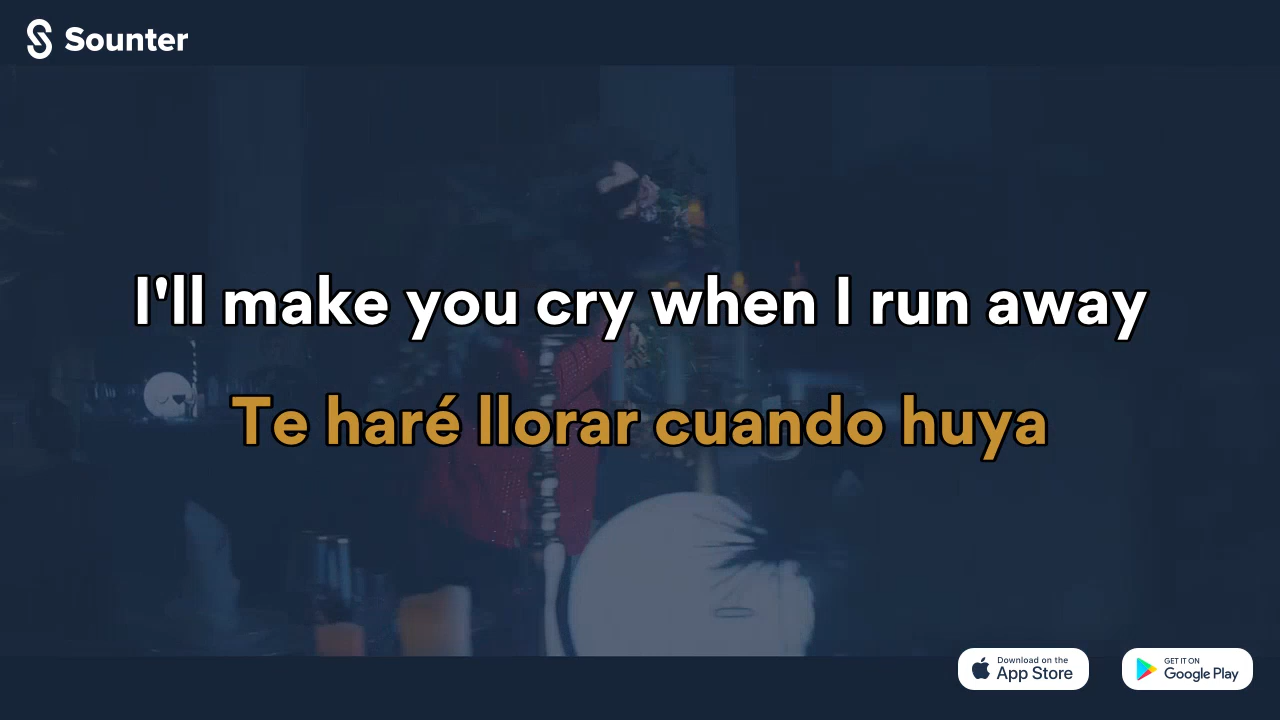 Sounter
I'll make you cry when I run away
Te haré llorar cuando huya
Download on the
App Store
GET IT ON
Google Play